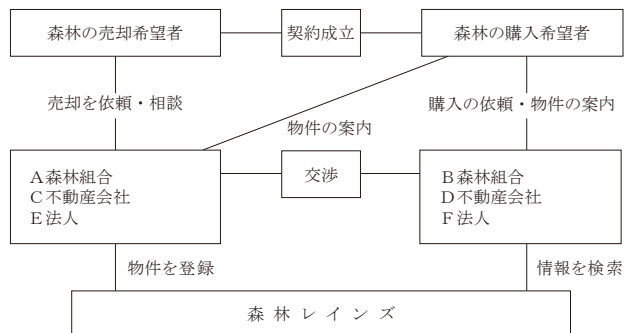 森林の売却希望者
契約成立
森林の購入希望者
売却を依頼・相談
物件の案内
購入の依頼・物件の案内
A森林組合
C不動産会社
E法人
交渉
B森林組合
D不動産会社
F法人
物件を登録
情報を検索
森林レインズ